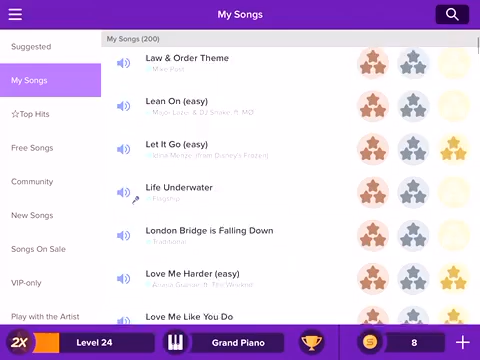 My Songs
Suggested
My Songs
☆Top Hits
Free Songs
Community
New Songs
Songs On Sale
VIP-only
Play with the Artist
My Songs (200)
Law & Order Theme
Mike Post
Lean On (easy)
Major Lazer & DJ Snake ft. MØ
Let It Go (easy)
Idina Menzel (from Disney's Frozen)
Life Underwater
Flagship
London Bridge is Falling Down
Traditional
Love Me Harder (easy)
Ariana Grande ft. The Weeknd
Love Me Like You Do
2X
Level 24
Grand Piano
S
8